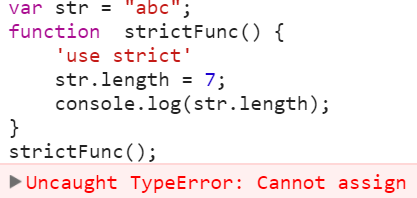 var str = "abc";
function  strictFunc() {
    'use strict'
    str.length = 7;
    console.log(str.length);
}
strictFunc();
Uncaught TypeError: Cannot assign